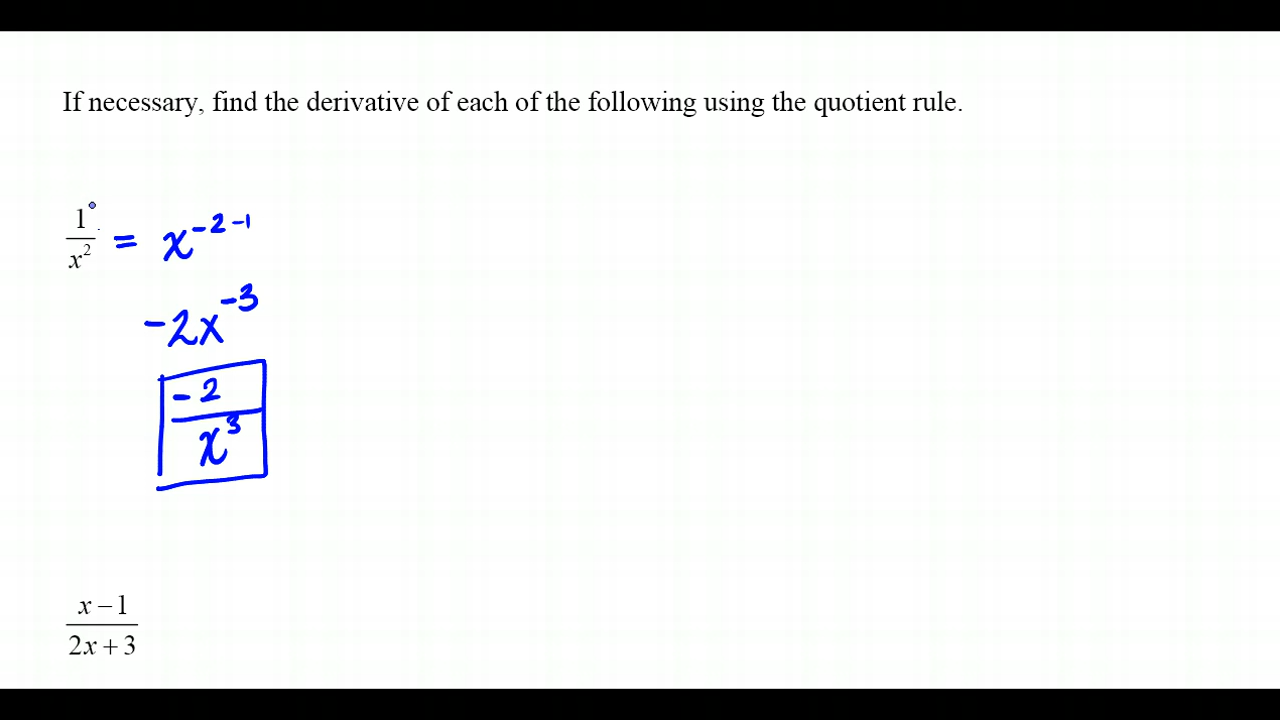 If necessary, find the derivative of each of the following using the quotient rule.
1/x² = x⁻²⁻¹
-2x⁻³
-2/x³
x – 1
2x + 3